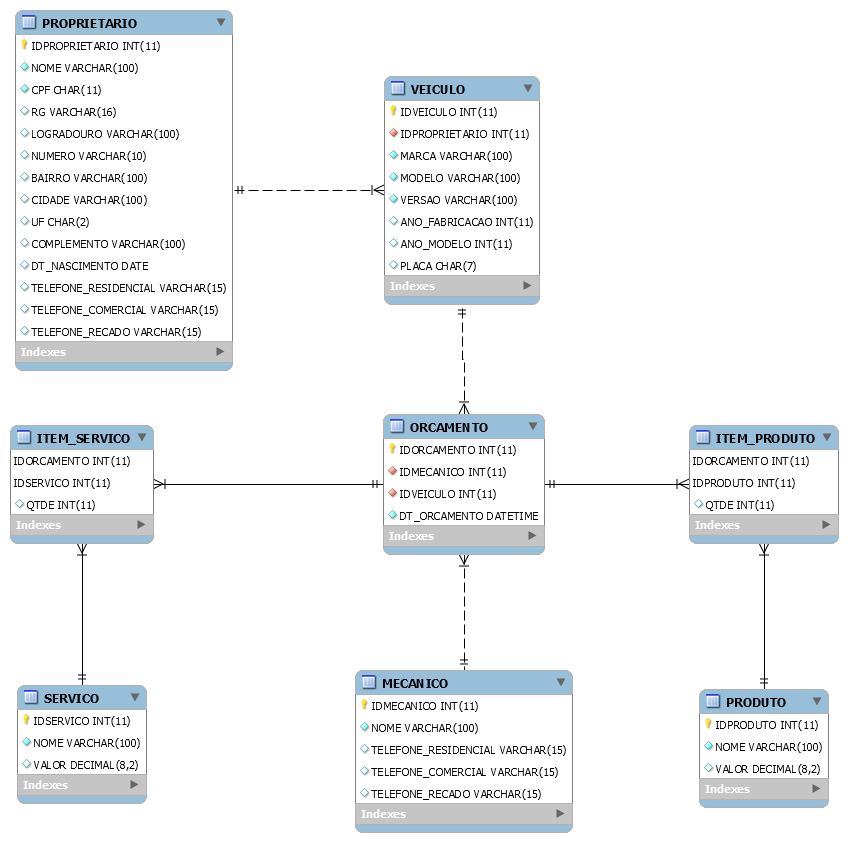 PROPRIETARIO
IDPROPRIETARIO INT(11)
NOME VARCHAR(100)
CPF CHAR(11)
RG VARCHAR(16)
LOGRADOURO VARCHAR(100)
NUMERO VARCHAR(10)
BAIRRO VARCHAR(100)
CIDADE VARCHAR(100)
UF CHAR(2)
COMPLEMENTO VARCHAR(100)
DT_NASCIMENTO DATE
TELEFONE_RESIDENCIAL VARCHAR(15)
TELEFONE_COMERCIAL VARCHAR(15)
TELEFONE_RECADO VARCHAR(15)
Indexes
VEICULO
IDVEICULO INT(11)
IDPROPRIETARIO INT(11)
MARCA VARCHAR(100)
MODELO VARCHAR(100)
VERSAO VARCHAR(100)
ANO_FABRICACAO INT(11)
ANO_MODELO INT(11)
PLACA CHAR(7)
Indexes
ITEM_SERVICO
IDORCAMENTO INT(11)
IDSERVICO INT(11)
QTDE INT(11)
Indexes
ORCAMENTO
IDORCAMENTO INT(11)
IDMECANICO INT(11)
IDVEICULO INT(11)
DT_ORCAMENTO DATETIME
Indexes
ITEM_PRODUTO
IDORCAMENTO INT(11)
IDPRODUTO INT(11)
QTDE INT(11)
Indexes
SERVICO
IDSERVICO INT(11)
NOME VARCHAR(100)
VALOR DECIMAL(8,2)
Indexes
MECANICO
IDMECANICO INT(11)
NOME VARCHAR(100)
TELEFONE_RESIDENCIAL VARCHAR(15)
TELEFONE_COMERCIAL VARCHAR(15)
TELEFONE_RECADO VARCHAR(15)
Indexes
PRODUTO
IDPRODUTO INT(11)
NOME VARCHAR(100)
VALOR DECIMAL(8,2)
Indexes